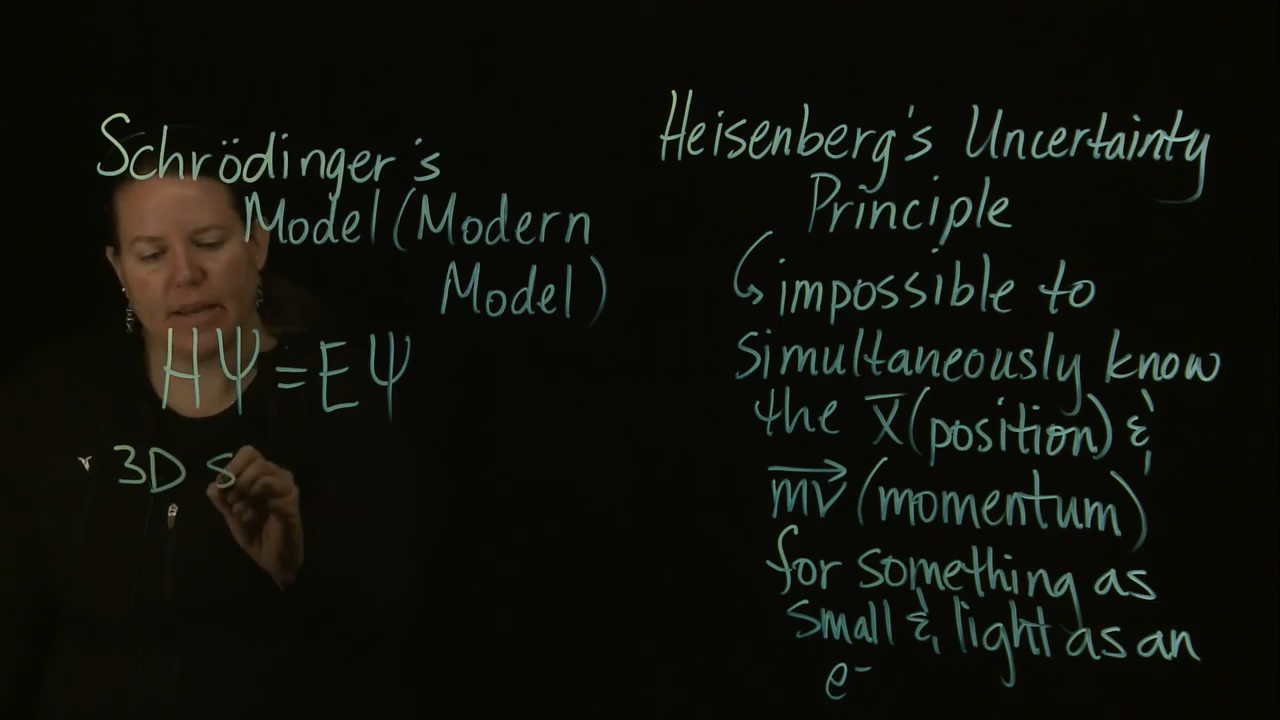 Schrödinger's
Model (Modern
Model)
HΨ = EΨ
3D S
Heisenberg's Uncertainty
Principle
impossible to
simultaneously know
the x̅ (position) &
m⃗v⃗ (momentum)
for something as
small & light as an
e⁻